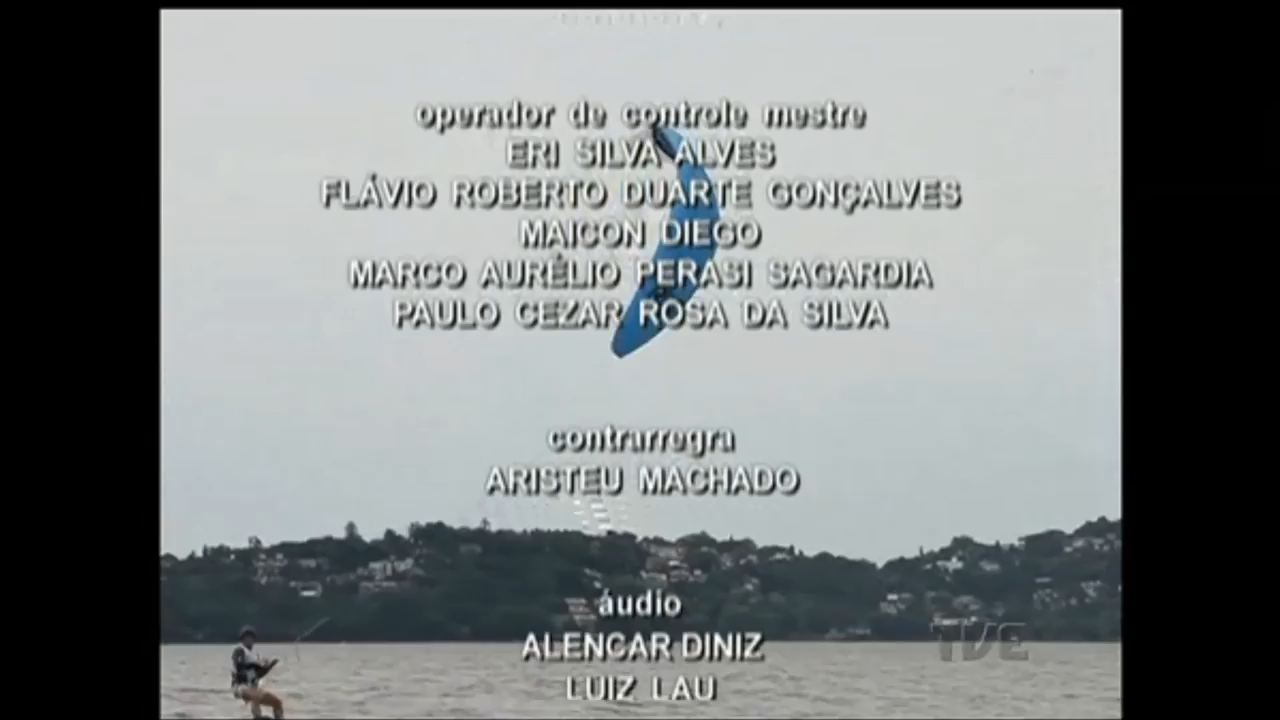 operador de controle mestre
ERI SILVA ALVES
FLÁVIO ROBERTO DUARTE GONÇALVES
MAICON DIEGO
MARCO AURÉLIO PERASI SAGARDIA
PAULO CEZAR ROSA DA SILVA
contrarregra
ARISTEU MACHADO
áudio
TVE
ALENCAR DINIZ
LUIZ LAU